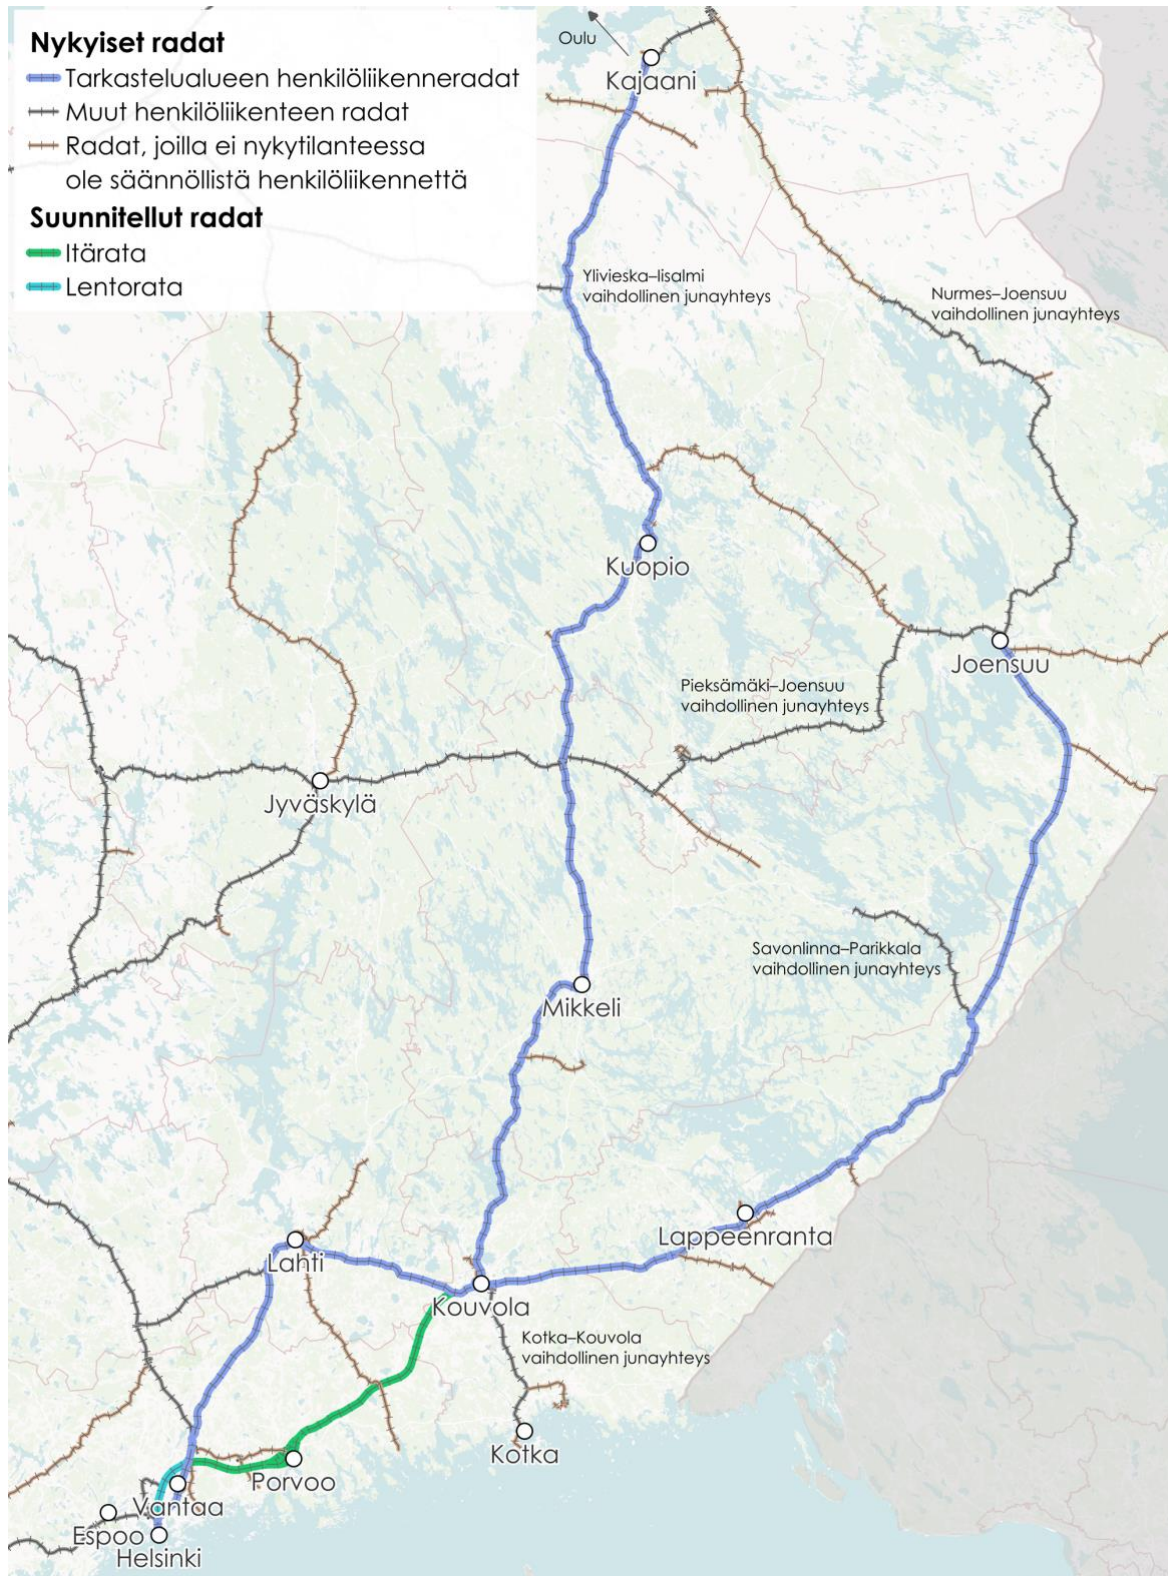 Nykyiset radat
Tarkastelualueen henkilöliikenneradat
Muut henkilöliikenteen radat
Radat, joilla ei nykytilanteessa
ole säännöllistä henkilöliikennettä
Suunnitellut radat
Itärata
Lentorata
Oulu
Kajaani
Ylivieska–Iisalmi
vaihdollinen junayhteys
Nurmes–Joensuu
vaihdollinen junayhteys
Kuopio
Joensuu
Pieksämäki–Joensuu
vaihdollinen junayhteys
Jyväskylä
Savonlinna–Parikkala
vaihdollinen junayhteys
Mikkeli
Lappeenranta
Lahti
Kouvola
Kotka–Kouvola
vaihdollinen junayhteys
Kotka
Porvoo
Vantaa
Espoo
Helsinki